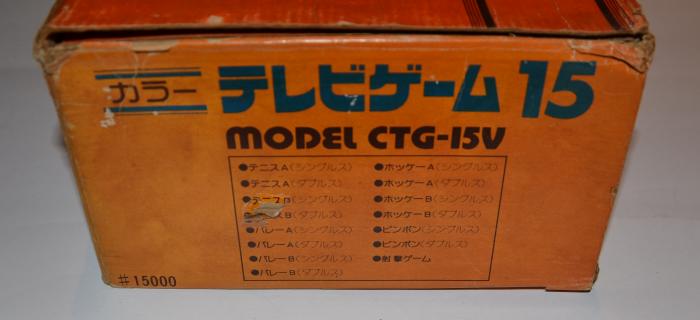 カラー テレビゲーム 15
MODEL CTG-15V
●テニスA(シングルス)
●テニスA(ダブルス)
●テニスB(シングルス)
B(ダブルス)
●バレーA(シングルス)
●バレーA(ダブルス)
●バレーB(シングルス)
●バレーB(ダブルス)
●ホッケーA(シングルス)
●ホッケーA(ダブルス)
●ホッケーB(シングルス)
●ホッケーB(ダブルス)
●ピンポン(シングルス)
●ピンポン(ダブルス)
●射撃ゲーム
#15000